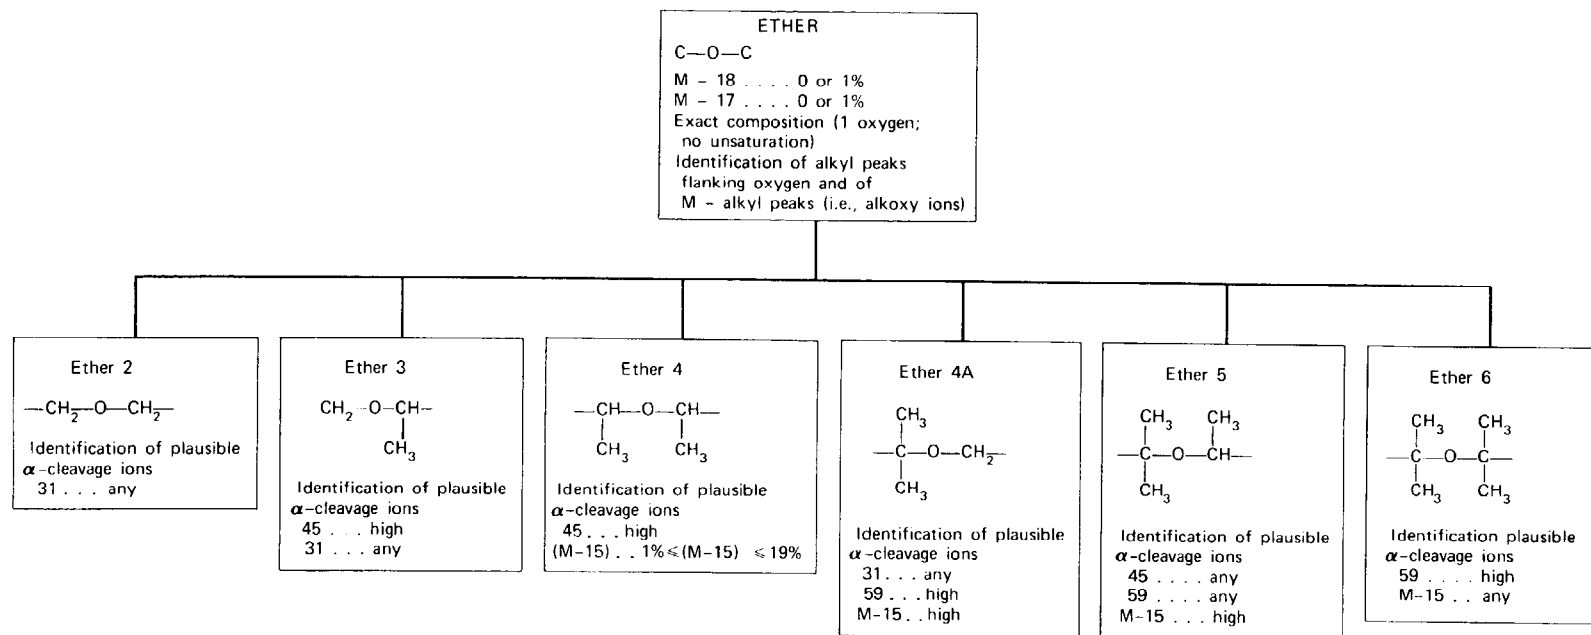 ETHER
C—O—C
M – 18 . . . . 0 or 1%
M – 17 . . . . 0 or 1%
Exact composition (1 oxygen;
no unsaturation)
Identification of alkyl peaks
flanking oxygen and of
M – alkyl peaks (i.e., alkoxy ions)
Ether 2
—CH2—O—CH2—
Identification of plausible
α-cleavage ions
31 . . . any
Ether 3
CH2—O—CH—
CH3
Identification of plausible
α-cleavage ions
45 . . . high
31 . . . any
Ether 4
—CH—O—CH—
CH3 CH3
Identification of plausible
α-cleavage ions
45 . . . high
(M-15) . . 1% ≤ (M-15) ≤ 19%
Ether 4A
CH3
—C—O—CH2—
CH3
Identification of plausible
α-cleavage ions
31 . . . any
59 . . . high
M-15 . . high
Ether 5
CH3 CH3
—C—O—CH—
CH3
Identification of plausible
α-cleavage ions
45 . . . . any
59 . . . . any
M-15 . . . high
Ether 6
CH3 CH3
—C—O—C—
CH3 CH3
Identification plausible
α-cleavage ions
59 . . . . high
M-15 . . any